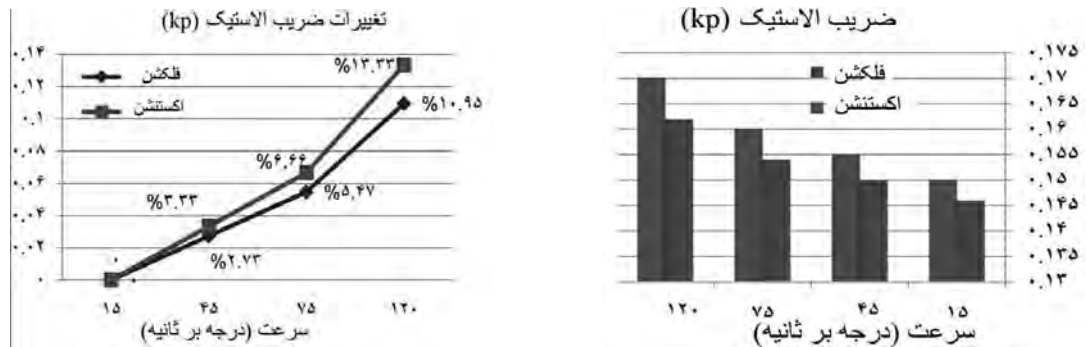 تغییرات ضریب الاستیک (kp)
۰.۱۴
۰.۱۲
۰.۱
۰.۰۸
۰.۰۶
۰.۰۴
۰.۰۲
۰
فلکشن
اکستنشن
%۱۳.۳۳
%۱۰.۹۵
%۶.۶۶
%۵.۴۷
%۳.۳۳
%۲.۷۳
۰
۰
۱۵ ۴۵ ۷۵ ۱۲۰
سرعت (درجه بر ثانیه)
ضریب الاستیک (kp)
۰.۱۷۵
۰.۱۷
۰.۱۶۵
۰.۱۶
۰.۱۵۵
۰.۱۵
۰.۱۴۵
۰.۱۴
۰.۱۳۵
۰.۱۳
فلکشن
اکستنشن
۱۲۰ ۷۵ ۴۵ ۱۵
سرعت (درجه بر ثانیه)